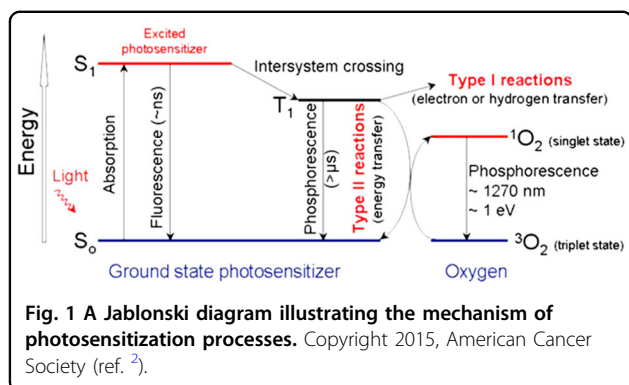 Excited
photosensitizer
S₁
Intersystem crossing
Type I reactions
(electron or hydrogen transfer)
T₁
Energy
Light
Absorption
Fluorescence (~ns)
Phosphorescence
(>μs)
Type II reactions
(energy transfer)
¹O₂ (singlet state)
Phosphorescence
~ 1270 nm
~ 1 eV
S₀
³O₂ (triplet state)
Ground state photosensitizer
Oxygen
Fig. 1 A Jablonski diagram illustrating the mechanism of
photosensitization processes. Copyright 2015, American Cancer
Society (ref. ²).